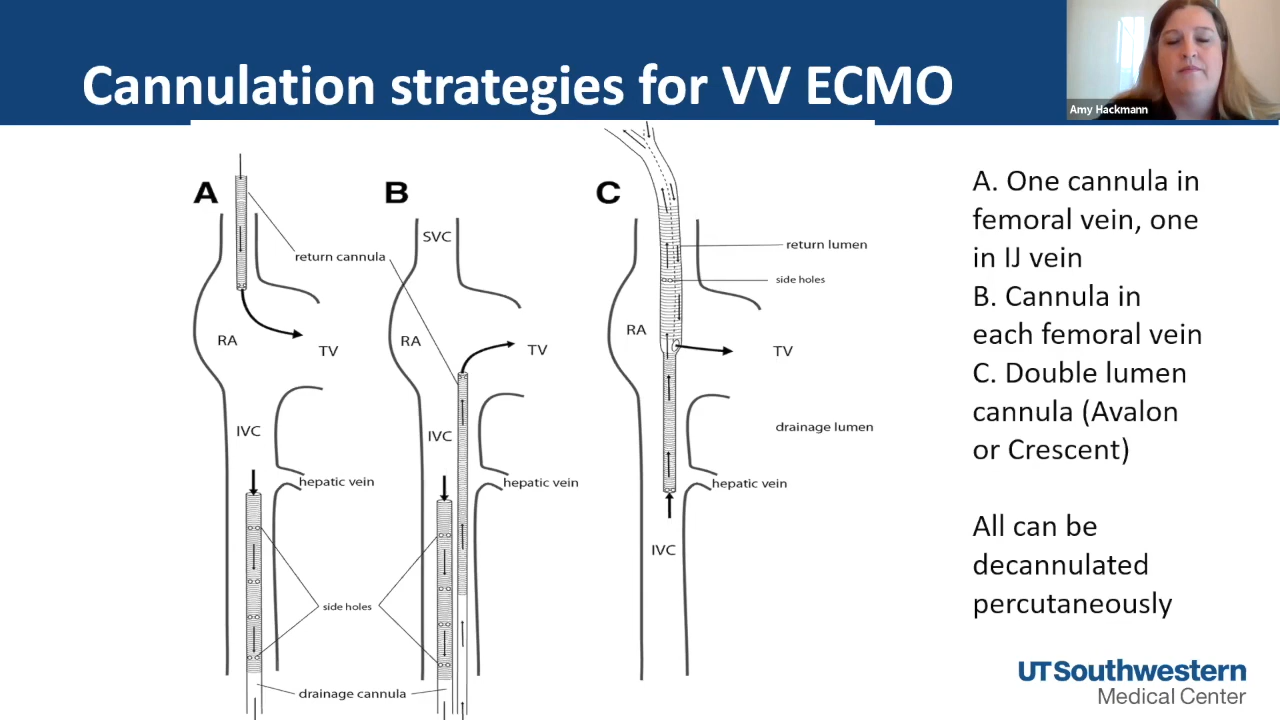 Cannulation strategies for VV ECMO
Amy Hackmann
A
B
C
SVC
return cannula
return lumen
side holes
RA
TV
RA
TV
RA
TV
IVC
IVC
drainage lumen
hepatic vein
hepatic vein
hepatic vein
IVC
side holes
drainage cannula
A. One cannula in
femoral vein, one
in IJ vein
B. Cannula in
each femoral vein
C. Double lumen
cannula (Avalon
or Crescent)
All can be
decannulated
percutaneously
UTSouthwestern
Medical Center